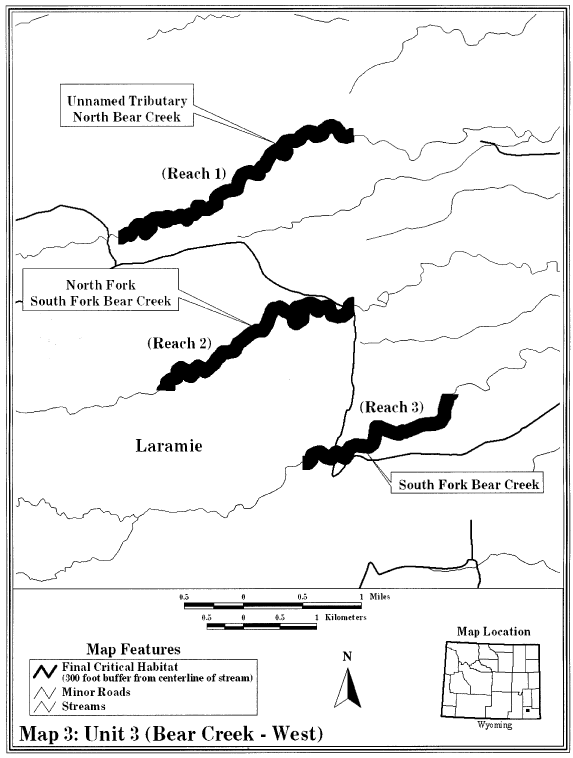 Unnamed Tributary
North Bear Creek
(Reach 1)
North Fork
South Fork Bear Creek
(Reach 2)
(Reach 3)
Laramie
South Fork Bear Creek
0.5 0 0.5 1 Miles
0.5 0 0.5 1 Kilometers
Map Features
Final Critical Habitat
(300 foot buffer from centerline of stream)
Minor Roads
Streams
N
Map Location
Wyoming
Map 3: Unit 3 (Bear Creek - West)